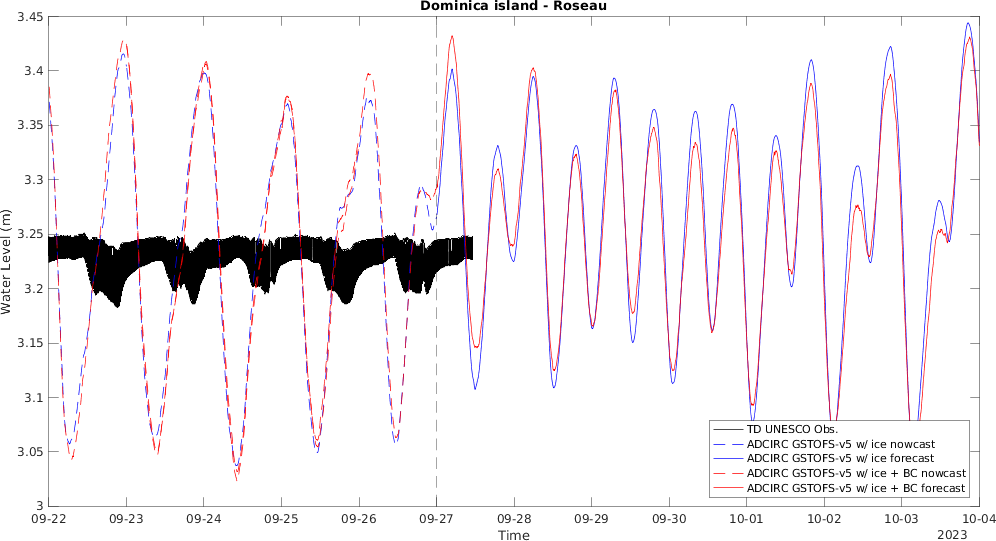 Dominica island - Roseau
3.45
3.4
3.35
3.3
3.25
3.2
3.15
3.1
3.05
3
Water Level (m)
TD UNESCO Obs.
ADCIRC GSTOFS-v5 w/ ice nowcast
ADCIRC GSTOFS-v5 w/ ice forecast
ADCIRC GSTOFS-v5 w/ ice + BC nowcast
ADCIRC GSTOFS-v5 w/ ice + BC forecast
09-22 09-23 09-24 09-25 09-26 09-27 09-28 09-29 09-30 10-01 10-02 10-03 10-04
Time
2023